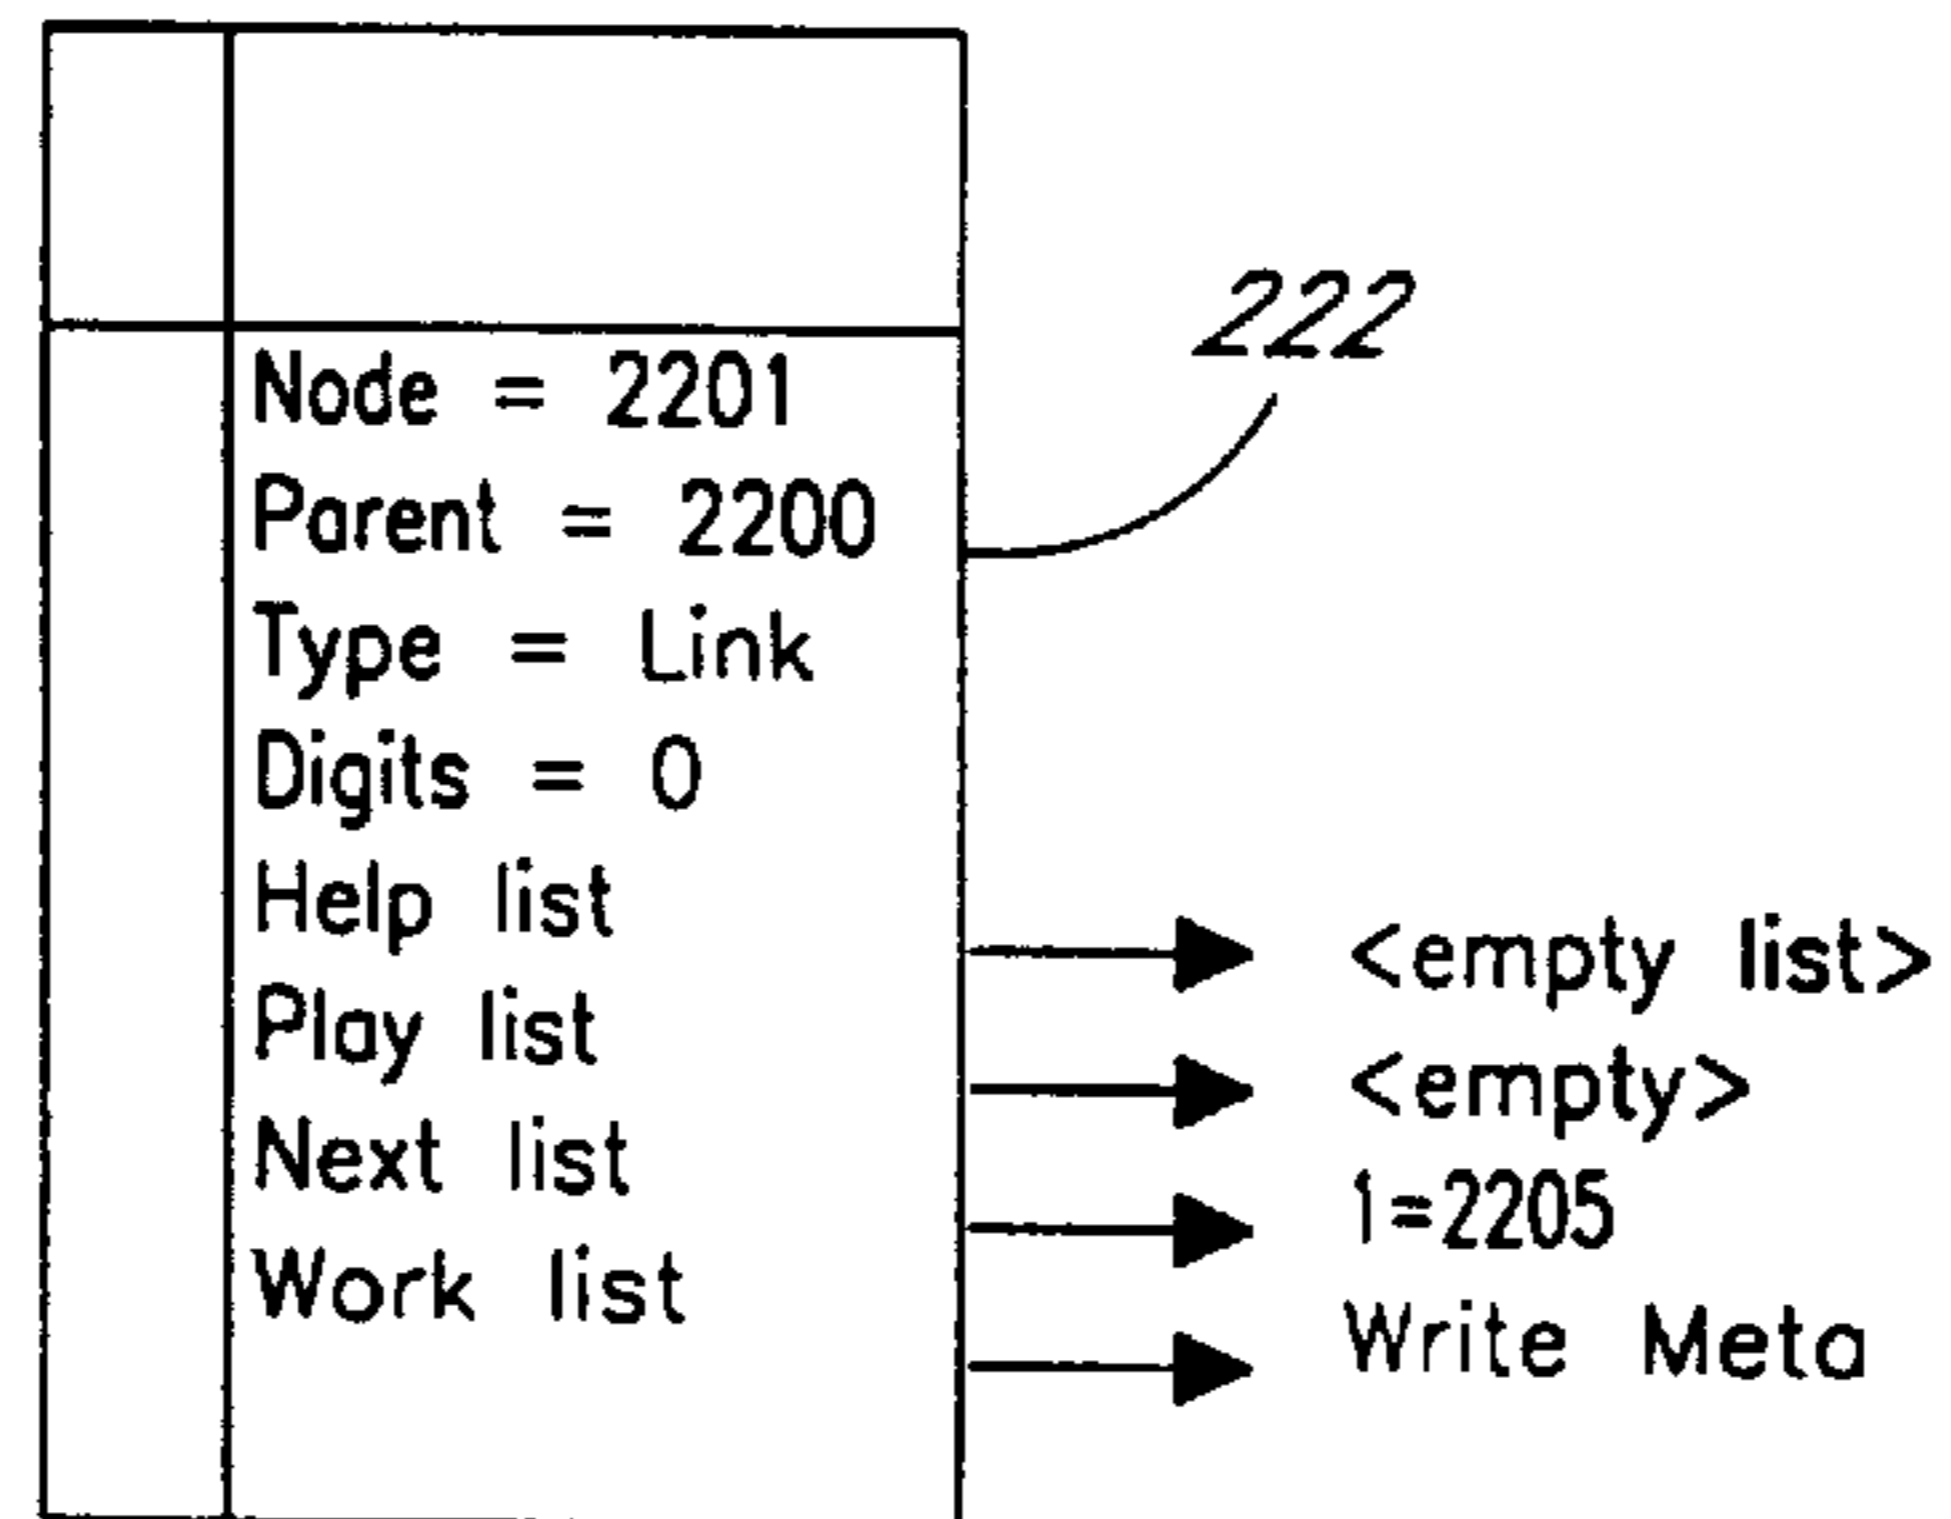 222
Node = 2201
Parent = 2200
Type = Link
Digits = 0
Help list
Play list
Next list
Work list
<empty list>
<empty>
1=2205
Write Meta